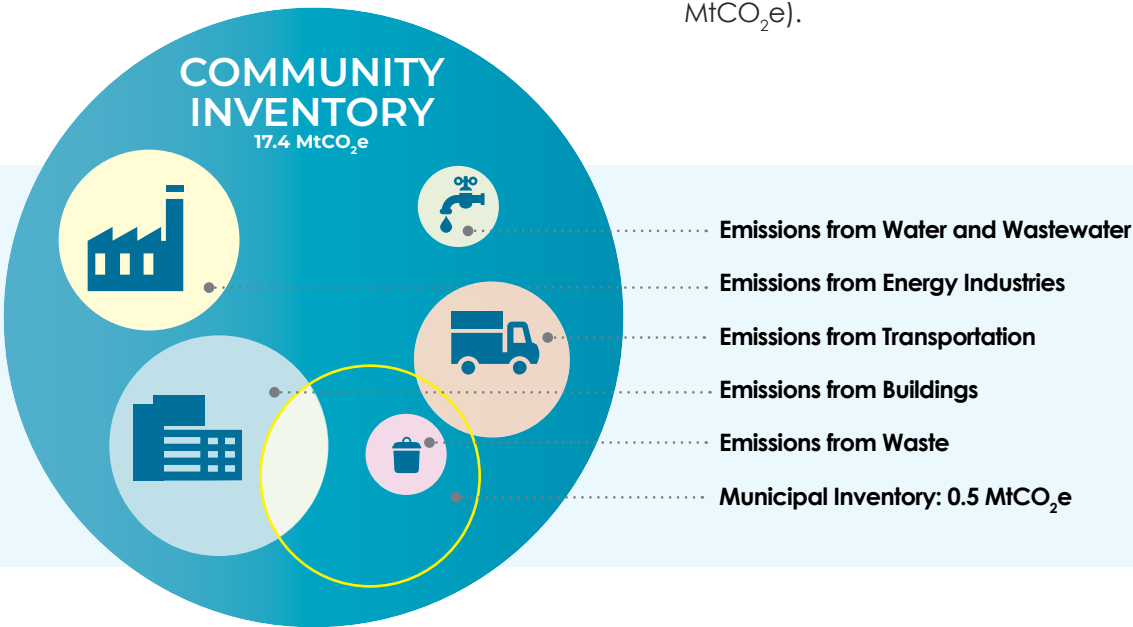 MtCO₂e).
COMMUNITY
INVENTORY
17.4 MtCO₂e
Emissions from Water and Wastewater
Emissions from Energy Industries
Emissions from Transportation
Emissions from Buildings
Emissions from Waste
Municipal Inventory: 0.5 MtCO₂e